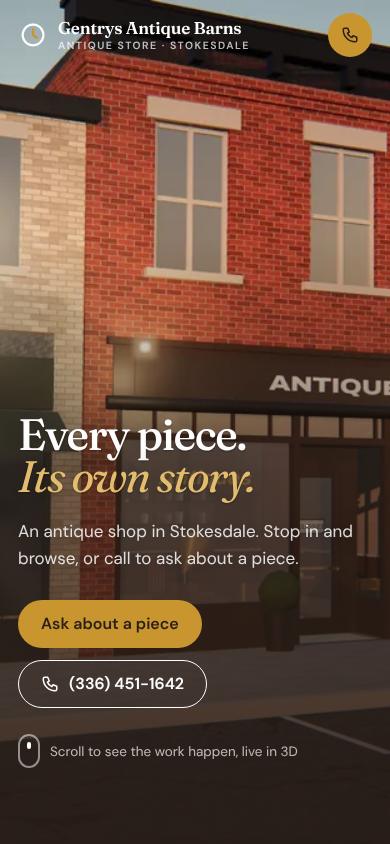 Gentrys Antique Barns
ANTIQUE STORE · STOKESDALE
ANTIQUE
Every piece.
Its own story.
An antique shop in Stokesdale. Stop in and
browse, or call to ask about a piece.
Ask about a piece
(336) 451-1642
Scroll to see the work happen, live in 3D